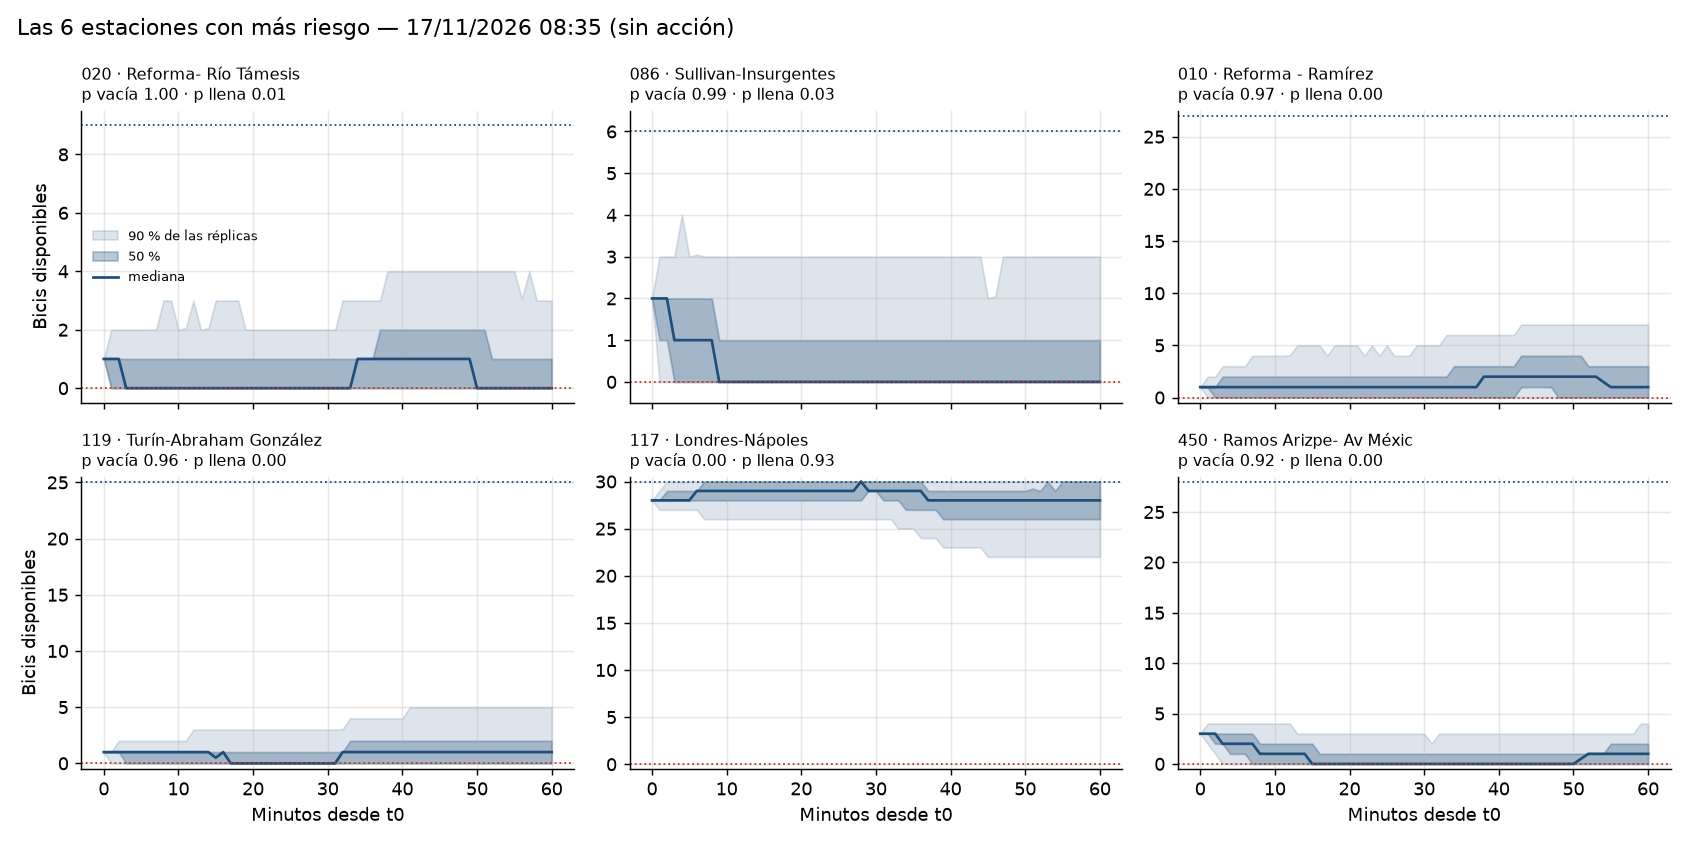 Las 6 estaciones con más riesgo — 17/11/2026 08:35 (sin acción)
020 · Reforma- Río Támesis
p vacía 1.00 · p llena 0.01
Bicis disponibles
8
6
4
2
0
90 % de las réplicas
50 %
mediana
086 · Sullivan-Insurgentes
p vacía 0.99 · p llena 0.03
6
5
4
3
2
1
0
010 · Reforma - Ramírez
p vacía 0.97 · p llena 0.00
25
20
15
10
5
0
119 · Turín-Abraham González
p vacía 0.96 · p llena 0.00
Bicis disponibles
25
20
15
10
5
0
0 10 20 30 40 50 60
Minutos desde t0
117 · Londres-Nápoles
p vacía 0.00 · p llena 0.93
30
25
20
15
10
5
0
0 10 20 30 40 50 60
Minutos desde t0
450 · Ramos Arizpe- Av Méxic
p vacía 0.92 · p llena 0.00
25
20
15
10
5
0
0 10 20 30 40 50 60
Minutos desde t0